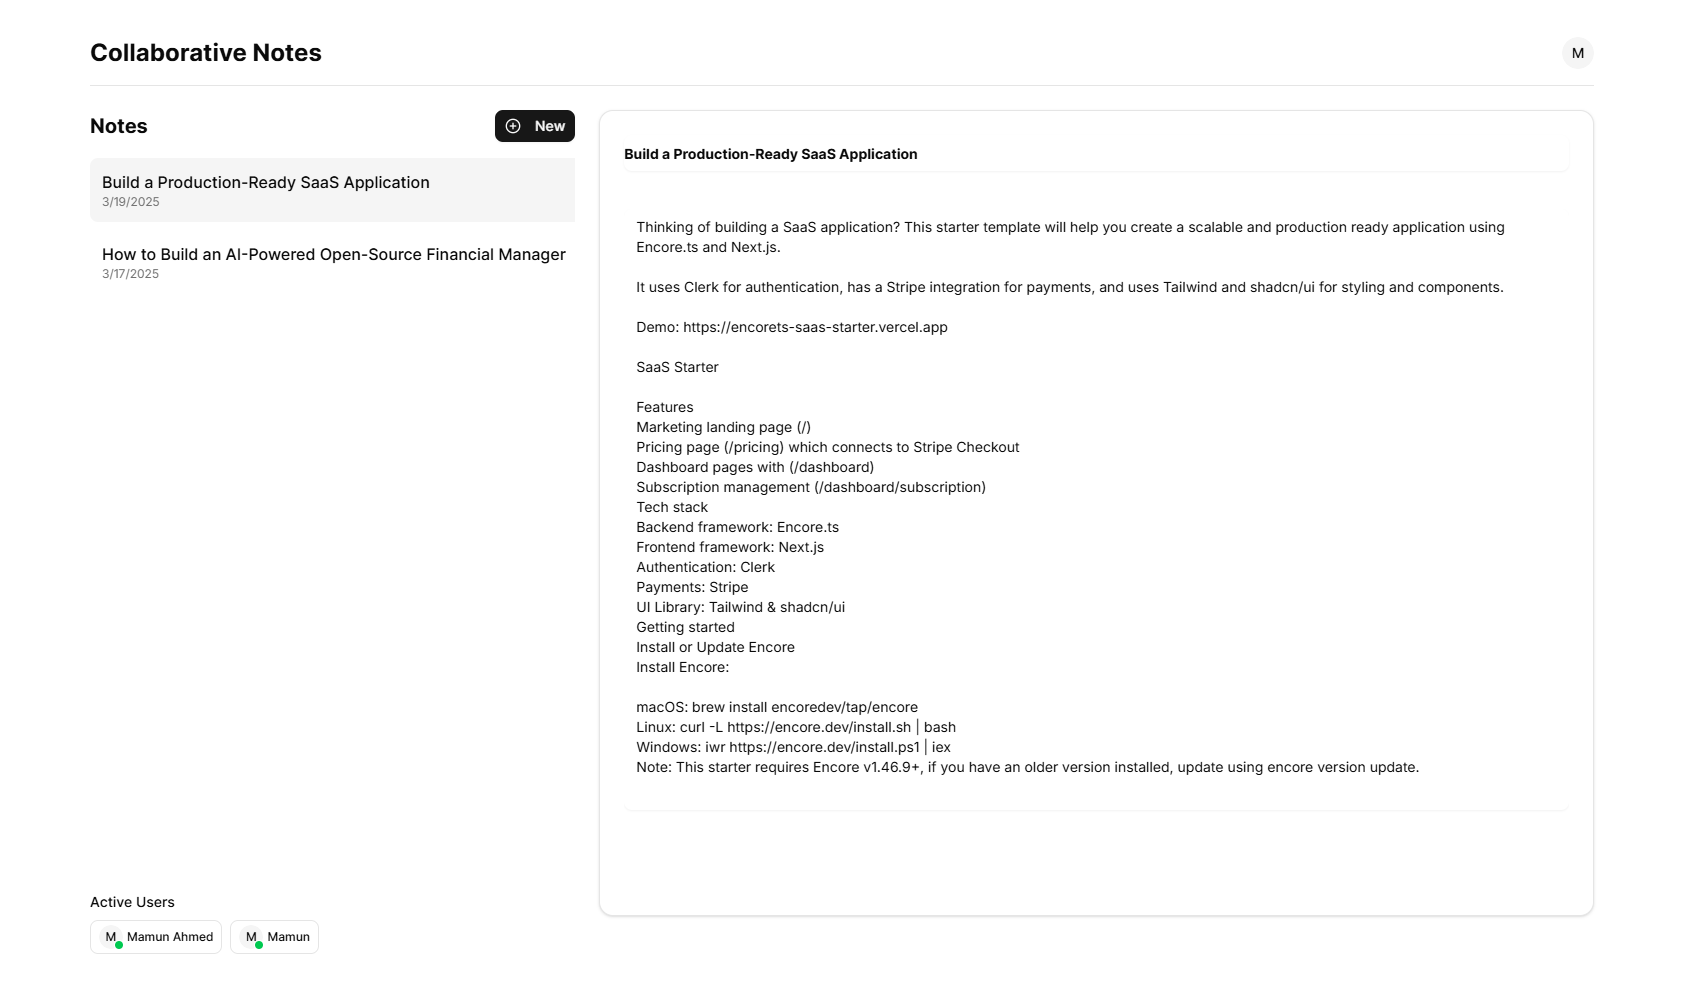 Collaborative Notes
M
Notes
New
Build a Production-Ready SaaS Application
3/19/2025
How to Build an AI-Powered Open-Source Financial Manager
3/17/2025
Build a Production-Ready SaaS Application
Thinking of building a SaaS application? This starter template will help you create a scalable and production ready application using
Encore.ts and Next.js.
It uses Clerk for authentication, has a Stripe integration for payments, and uses Tailwind and shadcn/ui for styling and components.
Demo: https://encorets-saas-starter.vercel.app
SaaS Starter
Features
Marketing landing page (/)
Pricing page (/pricing) which connects to Stripe Checkout
Dashboard pages with (/dashboard)
Subscription management (/dashboard/subscription)
Tech stack
Backend framework: Encore.ts
Frontend framework: Next.js
Authentication: Clerk
Payments: Stripe
UI Library: Tailwind & shadcn/ui
Getting started
Install or Update Encore
Install Encore:
macOS: brew install encoredev/tap/encore
Linux: curl -L https://encore.dev/install.sh | bash
Windows: iwr https://encore.dev/install.ps1 | iex
Note: This starter requires Encore v1.46.9+, if you have an older version installed, update using encore version update.
Active Users
M Mamun Ahmed
M Mamun